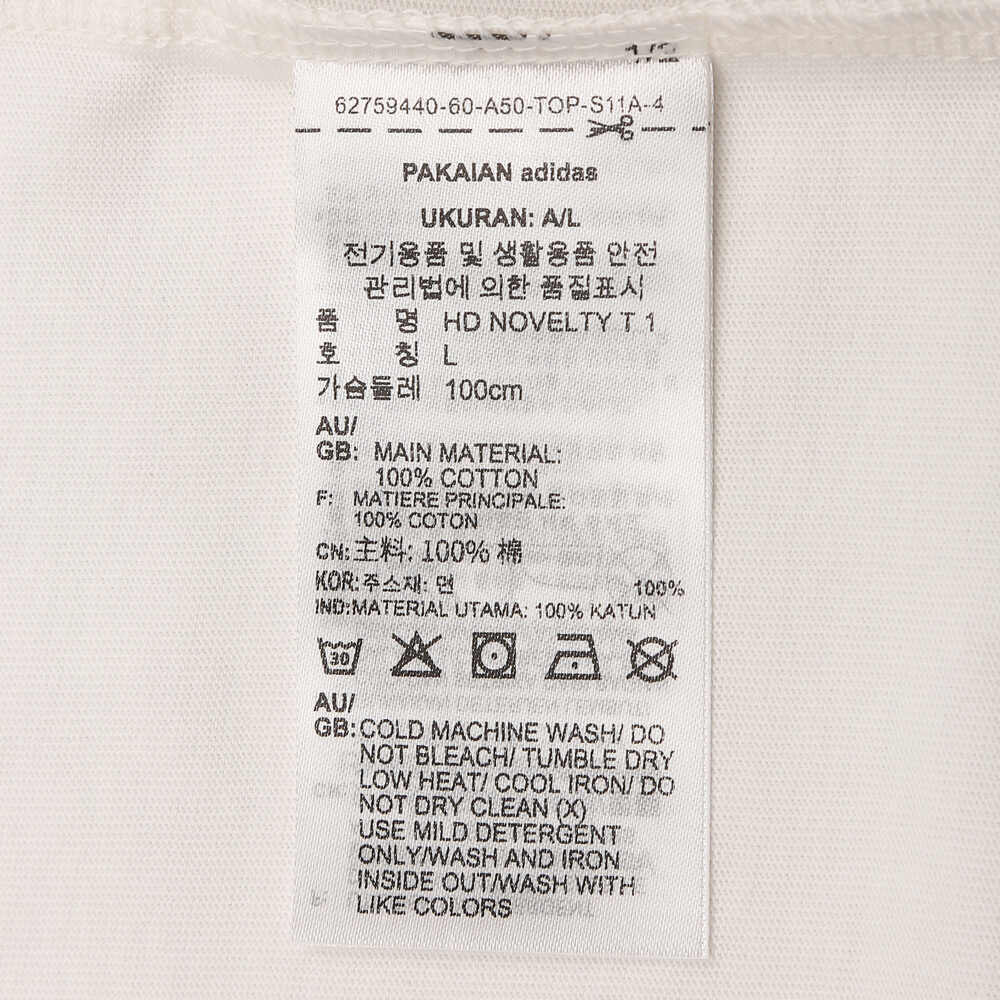 62759440-60-A50-TOP-S11A-4
PAKAIAN adidas
UKURAN: A/L
전기용품 및 생활용품 안전
관리법에 의한 품질표시
품 명 HD NOVELTY T 1
호 칭 L
가슴둘레 100cm
AU/
GB: MAIN MATERIAL:
100% COTTON
F: MATIERE PRINCIPALE:
100% COTON
CN:主料: 100% 棉
KOR:주소재: 면 100%
IND:MATERIAL UTAMA: 100% KATUN
30
AU/
GB:COLD MACHINE WASH/ DO
NOT BLEACH/ TUMBLE DRY
LOW HEAT/ COOL IRON/ DO
NOT DRY CLEAN (X)
USE MILD DETERGENT
ONLY/WASH AND IRON
INSIDE OUT/WASH WITH
LIKE COLORS